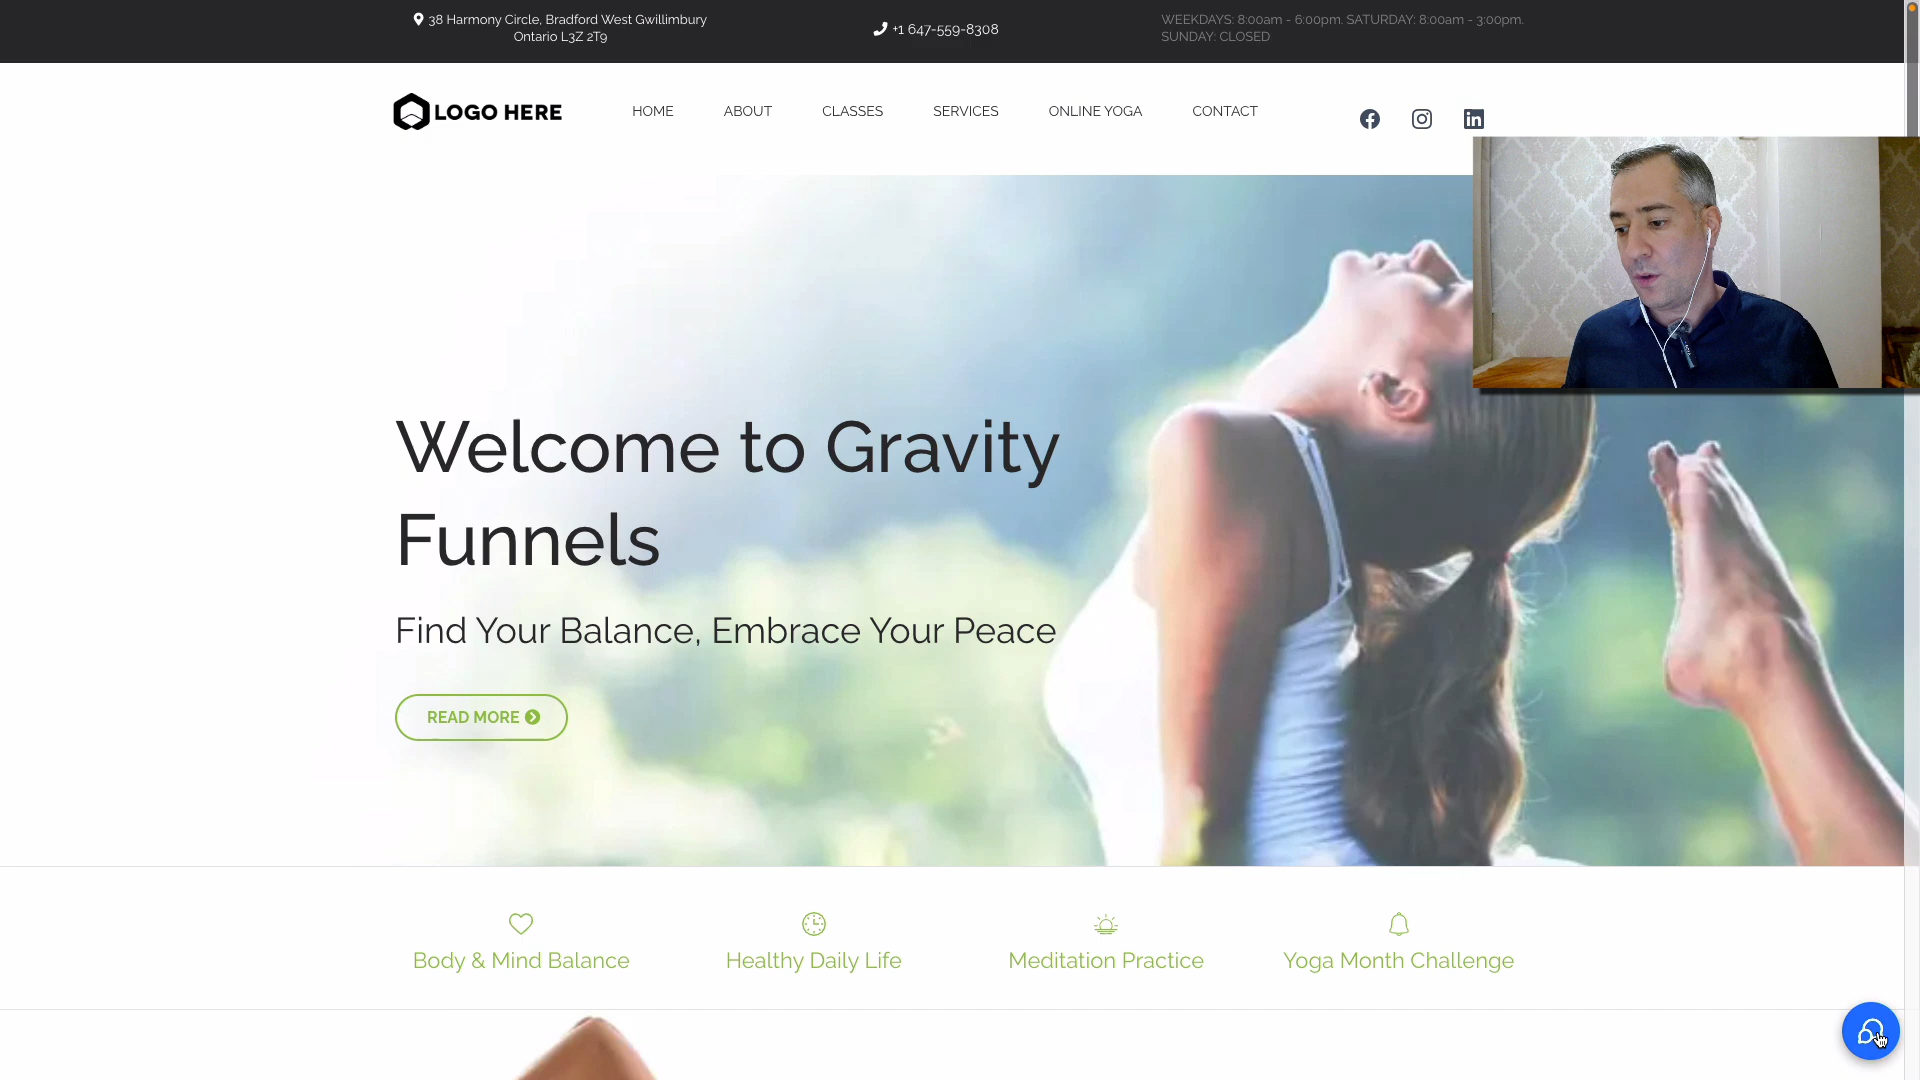 38 Harmony Circle, Bradford West Gwillimbury
Ontario L3Z 2T9
+1 647-559-8308
WEEKDAYS: 8:00am - 6:00pm. SATURDAY: 8:00am - 3:00pm.
SUNDAY: CLOSED
LOGO HERE
HOME
ABOUT
CLASSES
SERVICES
ONLINE YOGA
CONTACT
Welcome to Gravity
Funnels
Find Your Balance, Embrace Your Peace
READ MORE
Body & Mind Balance
Healthy Daily Life
Meditation Practice
Yoga Month Challenge